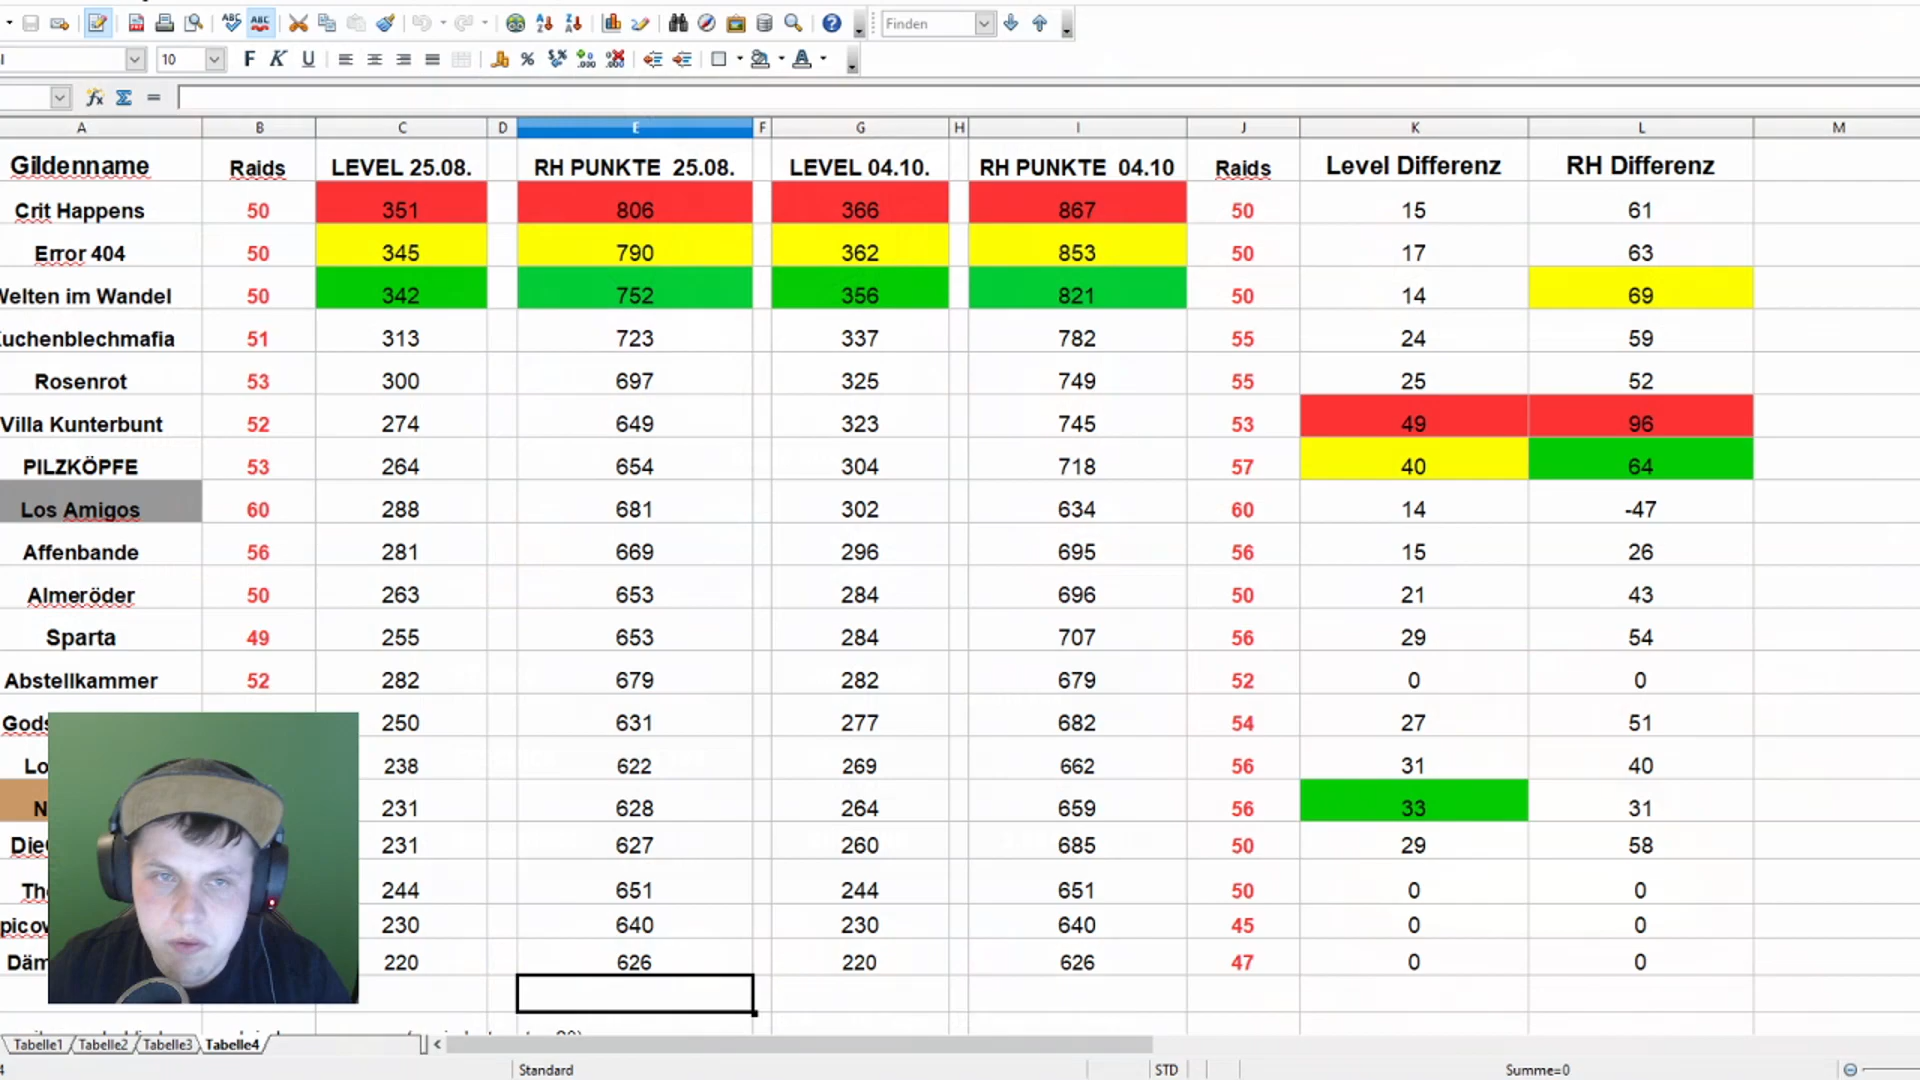 Finden
10 F K U
A B C D E F G H I J K L M
Gildenname Raids LEVEL 25.08. RH PUNKTE 25.08. LEVEL 04.10. RH PUNKTE 04.10 Raids Level Differenz RH Differenz
Crit Happens 50 351 806 366 867 50 15 61
Error 404 50 345 790 362 853 50 17 63
Welten im Wandel 50 342 752 356 821 50 14 69
Kuchenblechmafia 51 313 723 337 782 55 24 59
Rosenrot 53 300 697 325 749 55 25 52
Villa Kunterbunt 52 274 649 323 745 53 49 96
PILZKÖPFE 53 264 654 304 718 57 40 64
Los Amigos 60 288 681 302 634 60 14 -47
Affenbande 56 281 669 296 695 56 15 26
Almeröder 50 263 653 284 696 50 21 43
Sparta 49 255 653 284 707 56 29 54
Abstellkammer 52 282 679 282 679 52 0 0
Gods 250 631 277 682 54 27 51
Lo 238 622 269 662 56 31 40
N 231 628 264 659 56 33 31
Die 231 627 260 685 50 29 58
Th 244 651 244 651 50 0 0
picov 230 640 230 640 45 0 0
Däm 220 626 220 626 47 0 0
Tabelle1 Tabelle2 Tabelle3 Tabelle4
4 Standard STD Summe=0